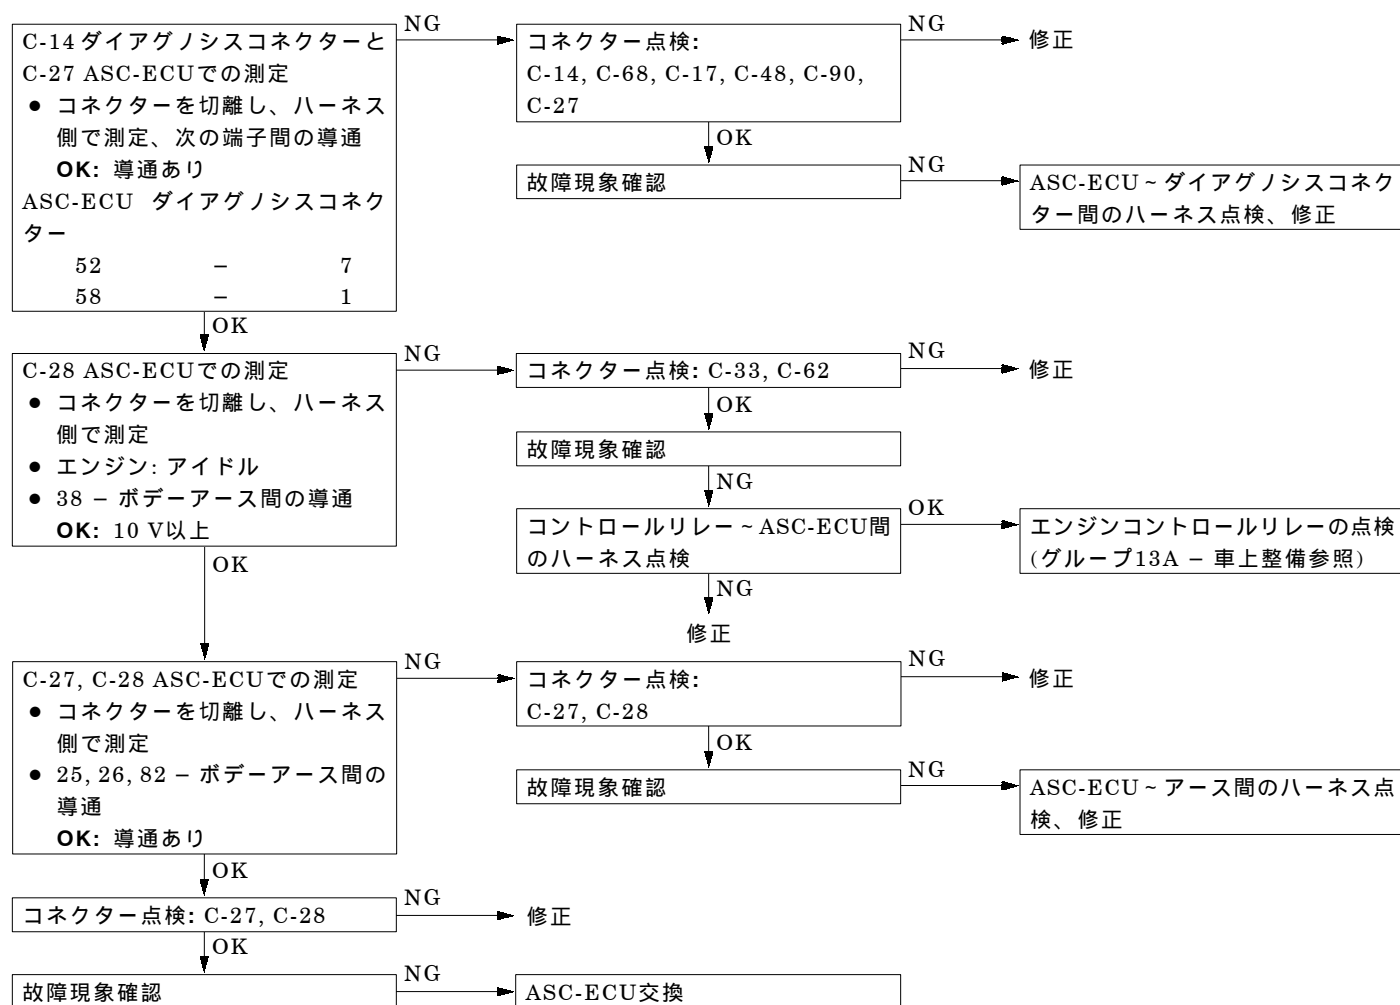 C-14ダイアグノシスコネクターと
C-27 ASC-ECUでの測定
● コネクターを切離し、ハーネス
側で測定、次の端子間の導通
OK: 導通あり
ASC-ECU ダイアグノシスコネク
ター
52 – 7
58 – 1
NG
コネクター点検:
C-14, C-68, C-17, C-48, C-90,
C-27
NG
修正
OK
故障現象確認
NG
ASC-ECU~ダイアグノシスコネク
ター間のハーネス点検、修正
OK
C-28 ASC-ECUでの測定
● コネクターを切離し、ハーネス
側で測定
● エンジン: アイドル
● 38 – ボデーアース間の導通
OK: 10 V以上
NG
コネクター点検: C-33, C-62
NG
修正
OK
故障現象確認
NG
コントロールリレー~ASC-ECU間
のハーネス点検
OK
エンジンコントロールリレーの点検
(グループ13A – 車上整備参照)
NG
修正
OK
C-27, C-28 ASC-ECUでの測定
● コネクターを切離し、ハーネス
側で測定
● 25, 26, 82 – ボデーアース間の
導通
OK: 導通あり
NG
コネクター点検:
C-27, C-28
NG
修正
OK
故障現象確認
NG
ASC-ECU~アース間のハーネス点
検、修正
OK
コネクター点検: C-27, C-28
NG
修正
OK
故障現象確認
NG
ASC-ECU交換